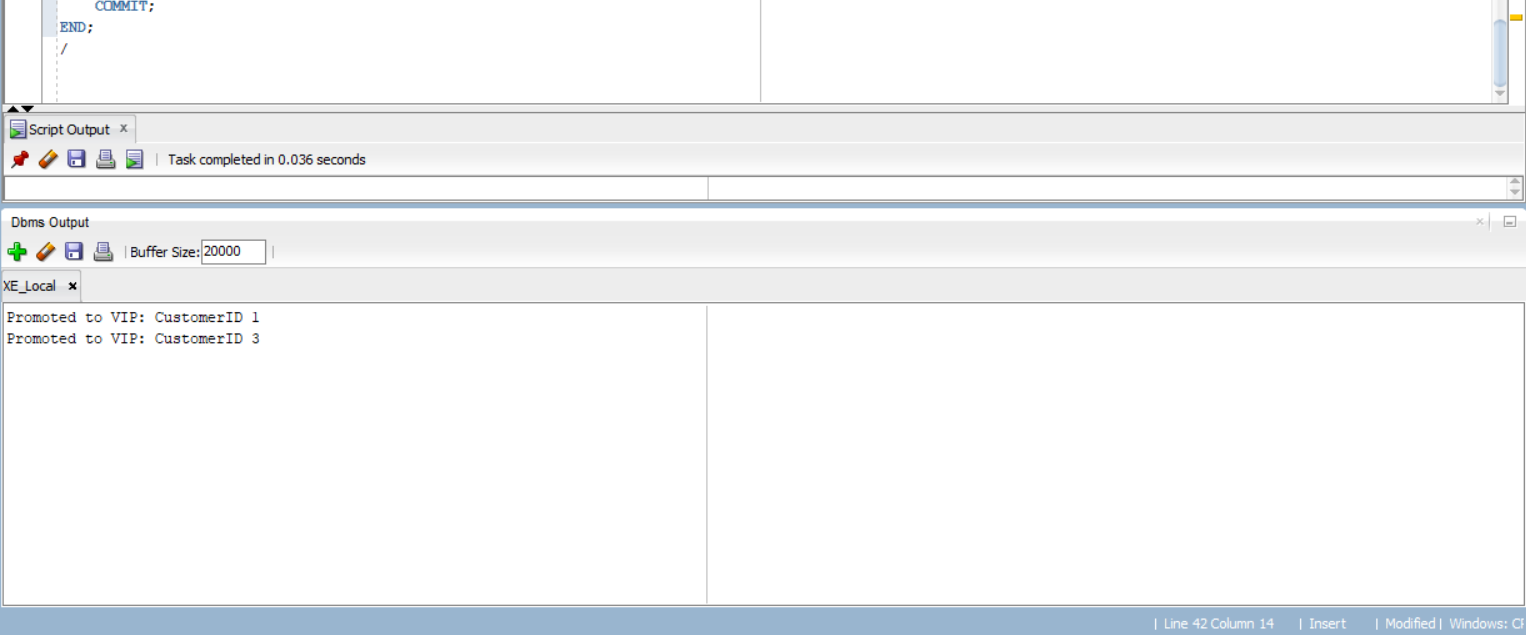 COMMIT;
END;
/
Script Output x
| Task completed in 0.036 seconds
Dbms Output
| Buffer Size: 20000 |
XE_Local x
Promoted to VIP: CustomerID 1
Promoted to VIP: CustomerID 3
| Line 42 Column 14 | Insert | Modified | Windows: